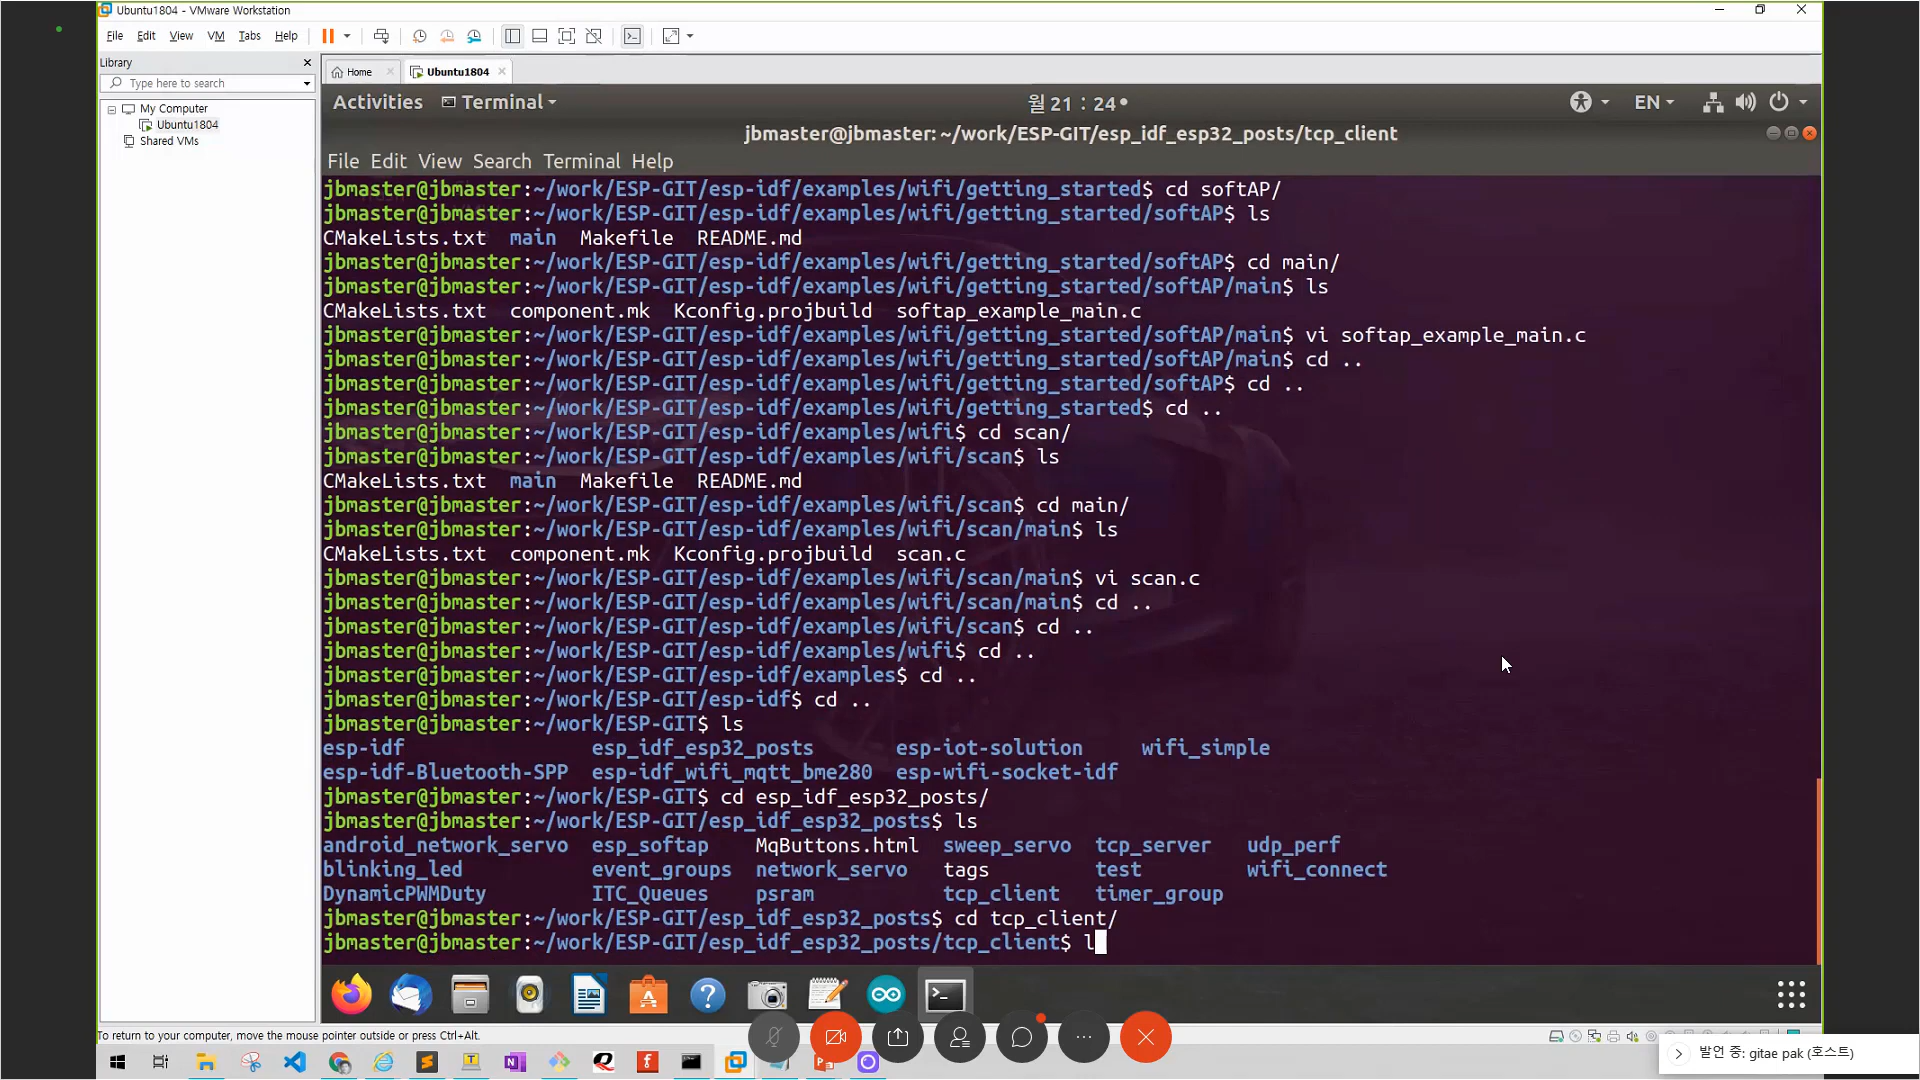 Ubuntu1804 - VMware Workstation
File Edit View VM Tabs Help
Library
Type here to search
My Computer
Ubuntu1804
Shared VMs
Home
Ubuntu1804
Activities Terminal 월 21 : 24 EN
jbmaster@jbmaster: ~/work/ESP-GIT/esp_idf_esp32_posts/tcp_client
File Edit View Search Terminal Help
jbmaster@jbmaster:~/work/ESP-GIT/esp-idf/examples/wifi/getting_started$ cd softAP/
jbmaster@jbmaster:~/work/ESP-GIT/esp-idf/examples/wifi/getting_started/softAP$ ls
CMakeLists.txt main Makefile README.md
jbmaster@jbmaster:~/work/ESP-GIT/esp-idf/examples/wifi/getting_started/softAP$ cd main/
jbmaster@jbmaster:~/work/ESP-GIT/esp-idf/examples/wifi/getting_started/softAP/main$ ls
CMakeLists.txt component.mk Kconfig.projbuild softap_example_main.c
jbmaster@jbmaster:~/work/ESP-GIT/esp-idf/examples/wifi/getting_started/softAP/main$ vi softap_example_main.c
jbmaster@jbmaster:~/work/ESP-GIT/esp-idf/examples/wifi/getting_started/softAP/main$ cd ..
jbmaster@jbmaster:~/work/ESP-GIT/esp-idf/examples/wifi/getting_started/softAP$ cd ..
jbmaster@jbmaster:~/work/ESP-GIT/esp-idf/examples/wifi/getting_started$ cd ..
jbmaster@jbmaster:~/work/ESP-GIT/esp-idf/examples/wifi$ cd scan/
jbmaster@jbmaster:~/work/ESP-GIT/esp-idf/examples/wifi/scan$ ls
CMakeLists.txt main Makefile README.md
jbmaster@jbmaster:~/work/ESP-GIT/esp-idf/examples/wifi/scan$ cd main/
jbmaster@jbmaster:~/work/ESP-GIT/esp-idf/examples/wifi/scan/main$ ls
CMakeLists.txt component.mk Kconfig.projbuild scan.c
jbmaster@jbmaster:~/work/ESP-GIT/esp-idf/examples/wifi/scan/main$ vi scan.c
jbmaster@jbmaster:~/work/ESP-GIT/esp-idf/examples/wifi/scan/main$ cd ..
jbmaster@jbmaster:~/work/ESP-GIT/esp-idf/examples/wifi/scan$ cd ..
jbmaster@jbmaster:~/work/ESP-GIT/esp-idf/examples/wifi$ cd ..
jbmaster@jbmaster:~/work/ESP-GIT/esp-idf/examples$ cd ..
jbmaster@jbmaster:~/work/ESP-GIT/esp-idf$ cd ..
jbmaster@jbmaster:~/work/ESP-GIT$ ls
esp-idf esp_idf_esp32_posts esp-iot-solution wifi_simple
esp-idf-Bluetooth-SPP esp-idf_wifi_mqtt_bme280 esp-wifi-socket-idf
jbmaster@jbmaster:~/work/ESP-GIT$ cd esp_idf_esp32_posts/
jbmaster@jbmaster:~/work/ESP-GIT/esp_idf_esp32_posts$ ls
android_network_servo esp_softap MqButtons.html sweep_servo tcp_server udp_perf
blinking_led event_groups network_servo tags test wifi_connect
DynamicPWMDuty ITC_Queues psram tcp_client timer_group
jbmaster@jbmaster:~/work/ESP-GIT/esp_idf_esp32_posts$ cd tcp_client/
jbmaster@jbmaster:~/work/ESP-GIT/esp_idf_esp32_posts/tcp_client$ l
To return to your computer, move the mouse pointer outside or press Ctrl+Alt.
발언 중: gitae pak (호스트)